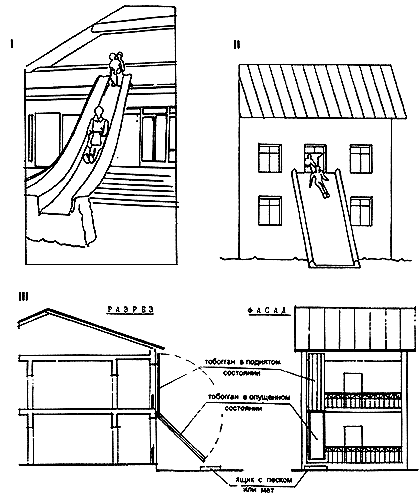 I
II
III
РАЗРЕЗ
ФАСАД
тобогган в поднятом
состоянии
тобогган в опущенном
состоянии
ящик с песком
или мат